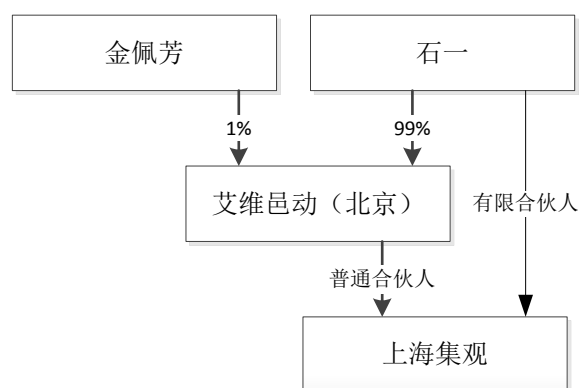 金佩芳
石一
1%
99%
艾维邑动（北京）
有限合伙人
普通合伙人
上海集观